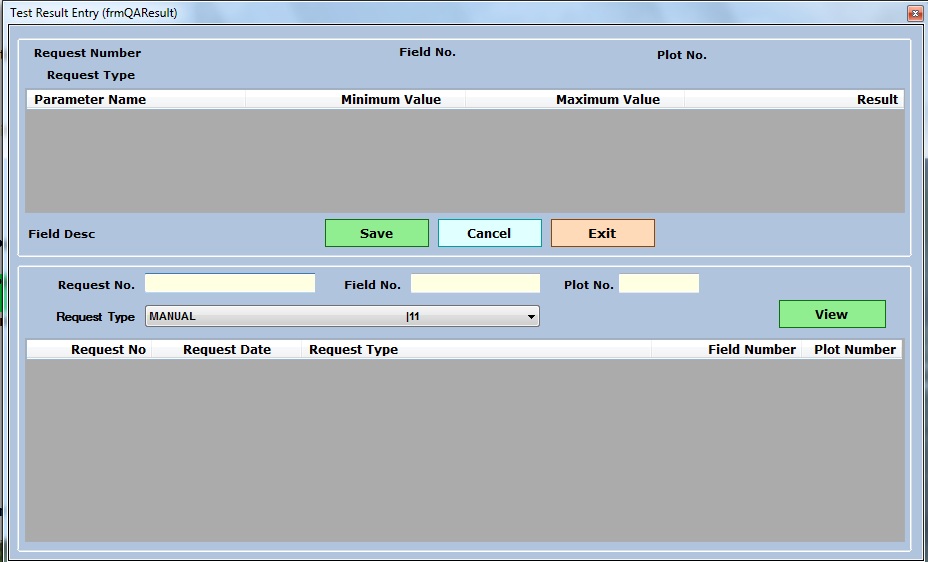 Test Result Entry (frmQAResult)
Request Number Field No. Plot No.
Request Type
Parameter Name Minimum Value Maximum Value Result
Field Desc Save Cancel Exit
Request No. Field No. Plot No.
Request Type MANUAL |11 View
Request No Request Date Request Type Field Number Plot Number